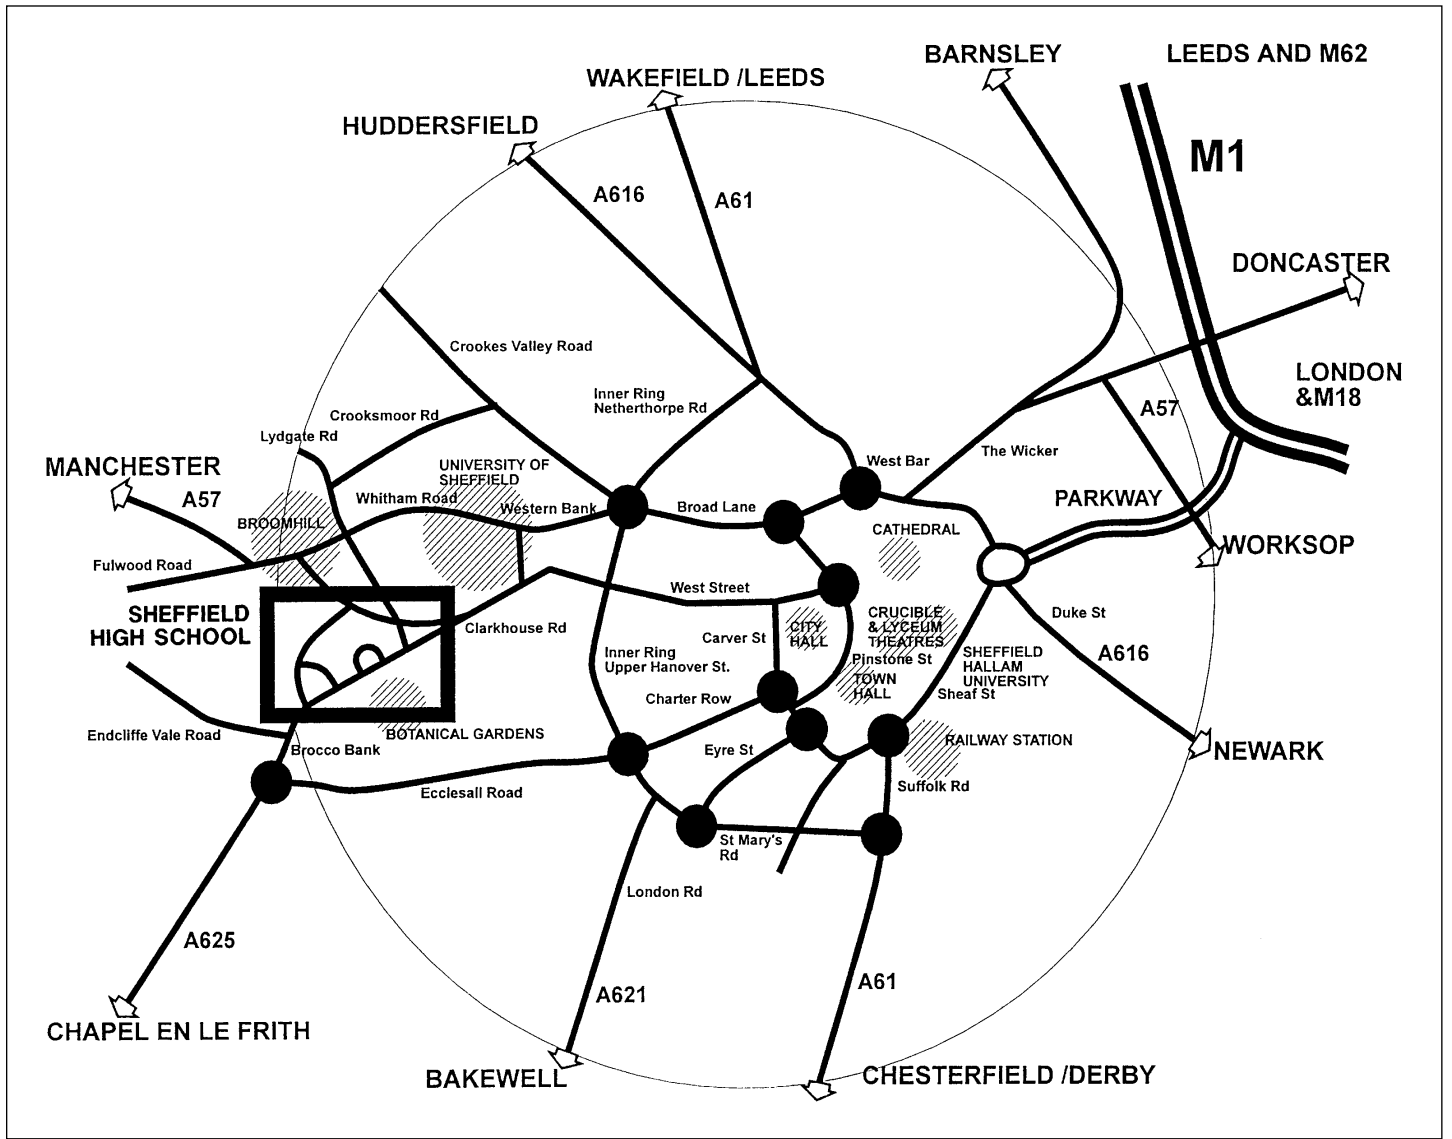 BARNSLEY
LEEDS AND M62
WAKEFIELD /LEEDS
HUDDERSFIELD
M1
A616
A61
DONCASTER
Crookes Valley Road
LONDON
&M18
Inner Ring
Netherthorpe Rd
A57
Crooksmoor Rd
Lydgate Rd
The Wicker
West Bar
MANCHESTER
A57
UNIVERSITY OF
SHEFFIELD
Whitham Road
Western Bank
Broad Lane
PARKWAY
BROOMHILL
CATHEDRAL
WORKSOP
Fulwood Road
West Street
SHEFFIELD
HIGH SCHOOL
Clarkhouse Rd
Carver St
CITY
HALL
CRUCIBLE
& LYCEUM
THEATRES
Duke St
A616
Inner Ring
Upper Hanover St.
Pinstone St
TOWN
HALL
SHEFFIELD
HALLAM
UNIVERSITY
Sheaf St
Charter Row
Endcliffe Vale Road
BOTANICAL GARDENS
Brocco Bank
Eyre St
RAILWAY STATION
NEWARK
Ecclesall Road
Suffolk Rd
St Mary's
Rd
London Rd
A625
A621
A61
CHAPEL EN LE FRITH
BAKEWELL
CHESTERFIELD /DERBY